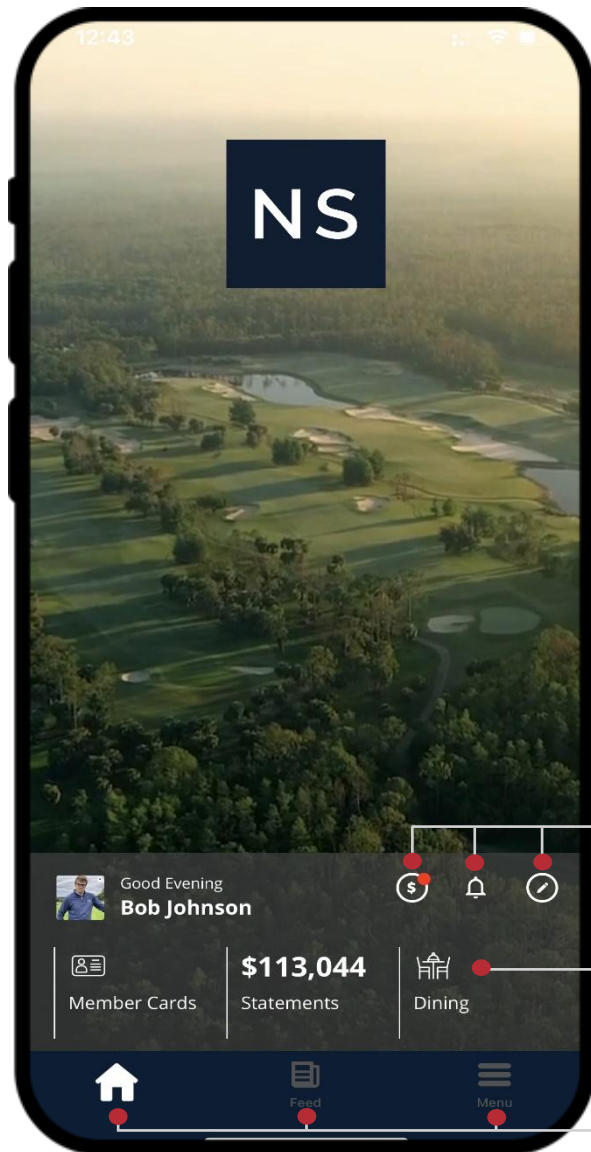 12:43
NS
$
Good Evening
Bob Johnson
Member Cards
$113,044
Statements
Dining
Feed
Menu